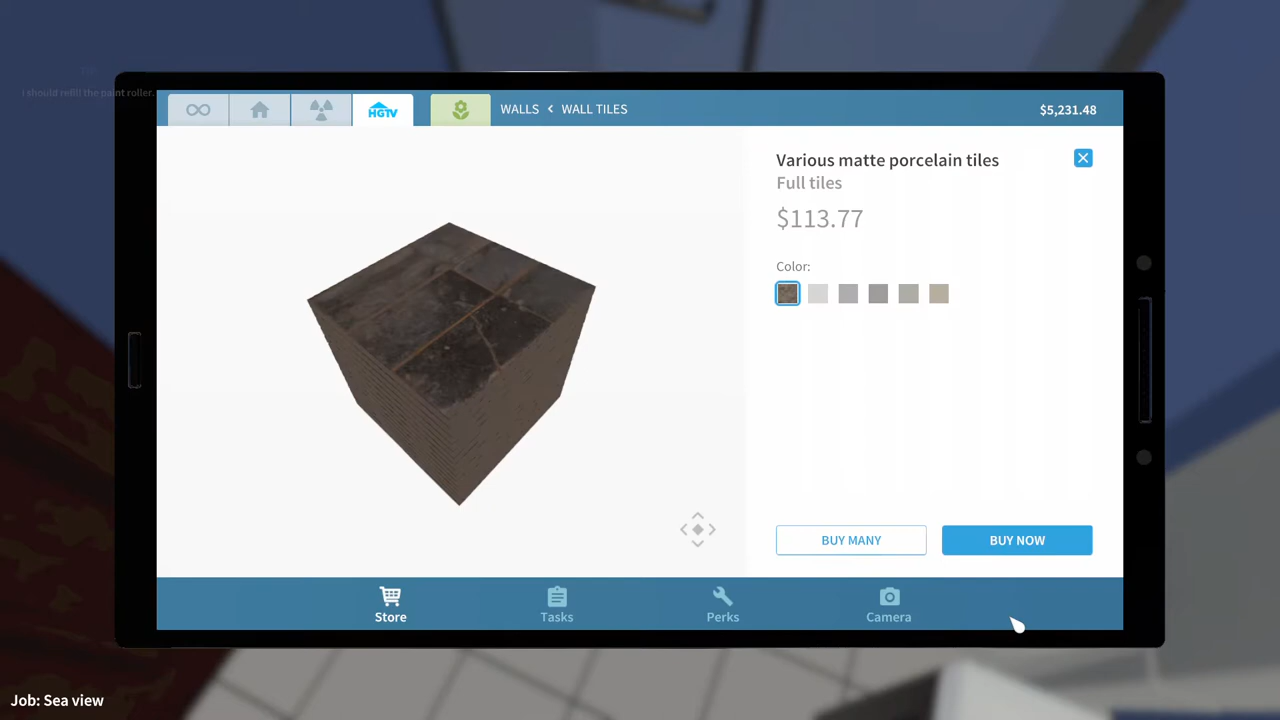 I should refill the paint roller.
HGTV
WALLS < WALL TILES
$5,231.48
Various matte porcelain tiles
Full tiles
$113.77
Color:
BUY MANY
BUY NOW
Store
Tasks
Perks
Camera
Job: Sea view